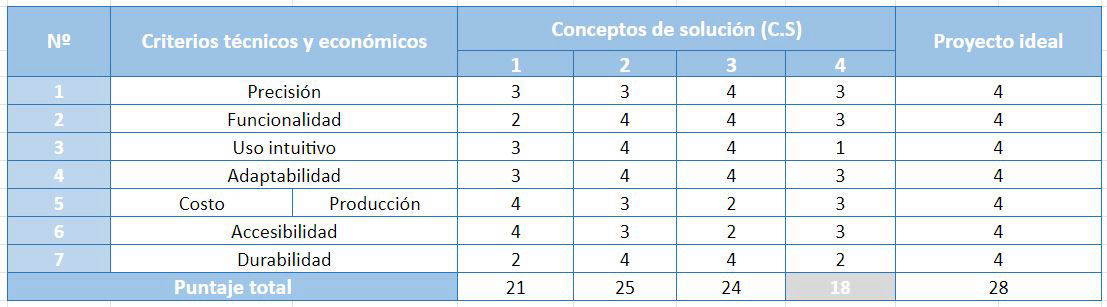 Nº Criterios técnicos y económicos Conceptos de solución (C.S) Proyecto ideal
1 2 3 4
1 Precisión 3 3 4 3 4
2 Funcionalidad 2 4 4 3 4
3 Uso intuitivo 3 4 4 1 4
4 Adaptabilidad 3 4 4 3 4
5 Costo Producción 4 3 2 3 4
6 Accesibilidad 4 3 2 3 4
7 Durabilidad 2 4 4 2 4
Puntaje total 21 25 24 18 28